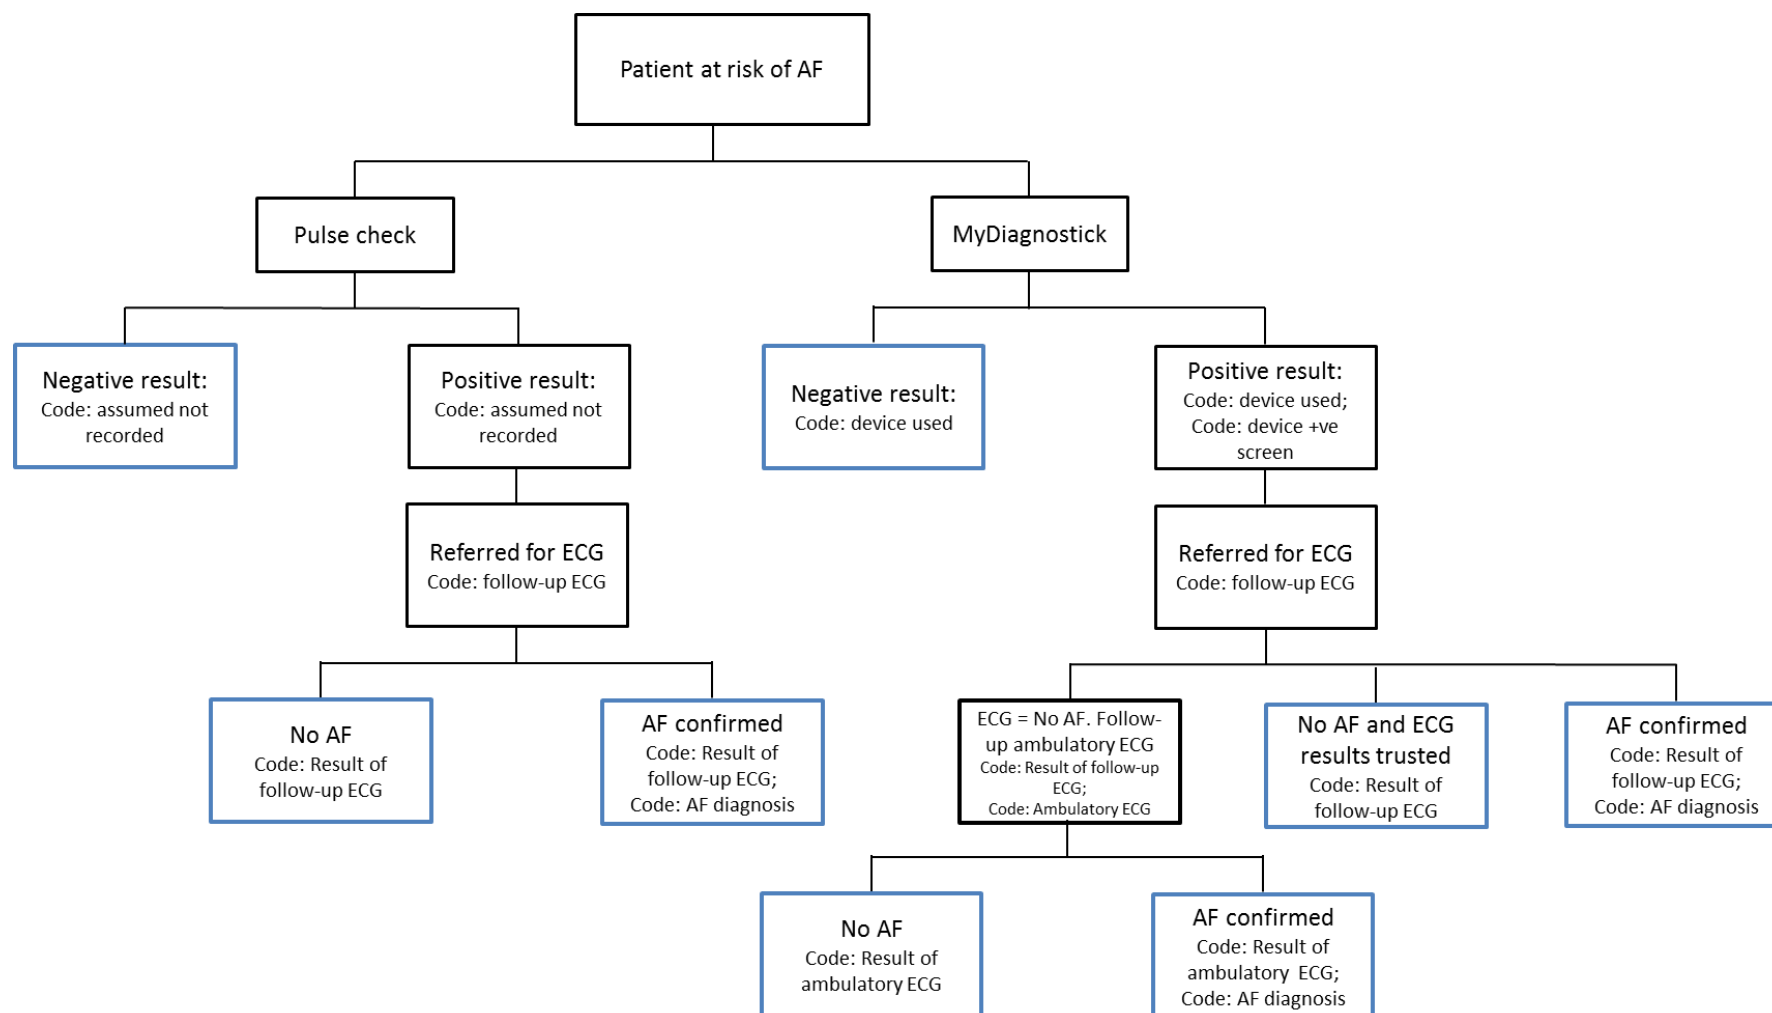 Patient at risk of AF
Pulse check
MyDiagnostick
Negative result:
Code: assumed not
recorded
Positive result:
Code: assumed not
recorded
Negative result:
Code: device used
Positive result:
Code: device used;
Code: device +ve
screen
Referred for ECG
Code: follow-up ECG
Referred for ECG
Code: follow-up ECG
No AF
Code: Result of
follow-up ECG
AF confirmed
Code: Result of
follow-up ECG;
Code: AF diagnosis
ECG = No AF. Follow-
up ambulatory ECG
Code: Result of follow-up
ECG;
Code: Ambulatory ECG
No AF and ECG
results trusted
Code: Result of
follow-up ECG
AF confirmed
Code: Result of
follow-up ECG;
Code: AF diagnosis
No AF
Code: Result of
ambulatory ECG
AF confirmed
Code: Result of
ambulatory ECG;
Code: AF diagnosis